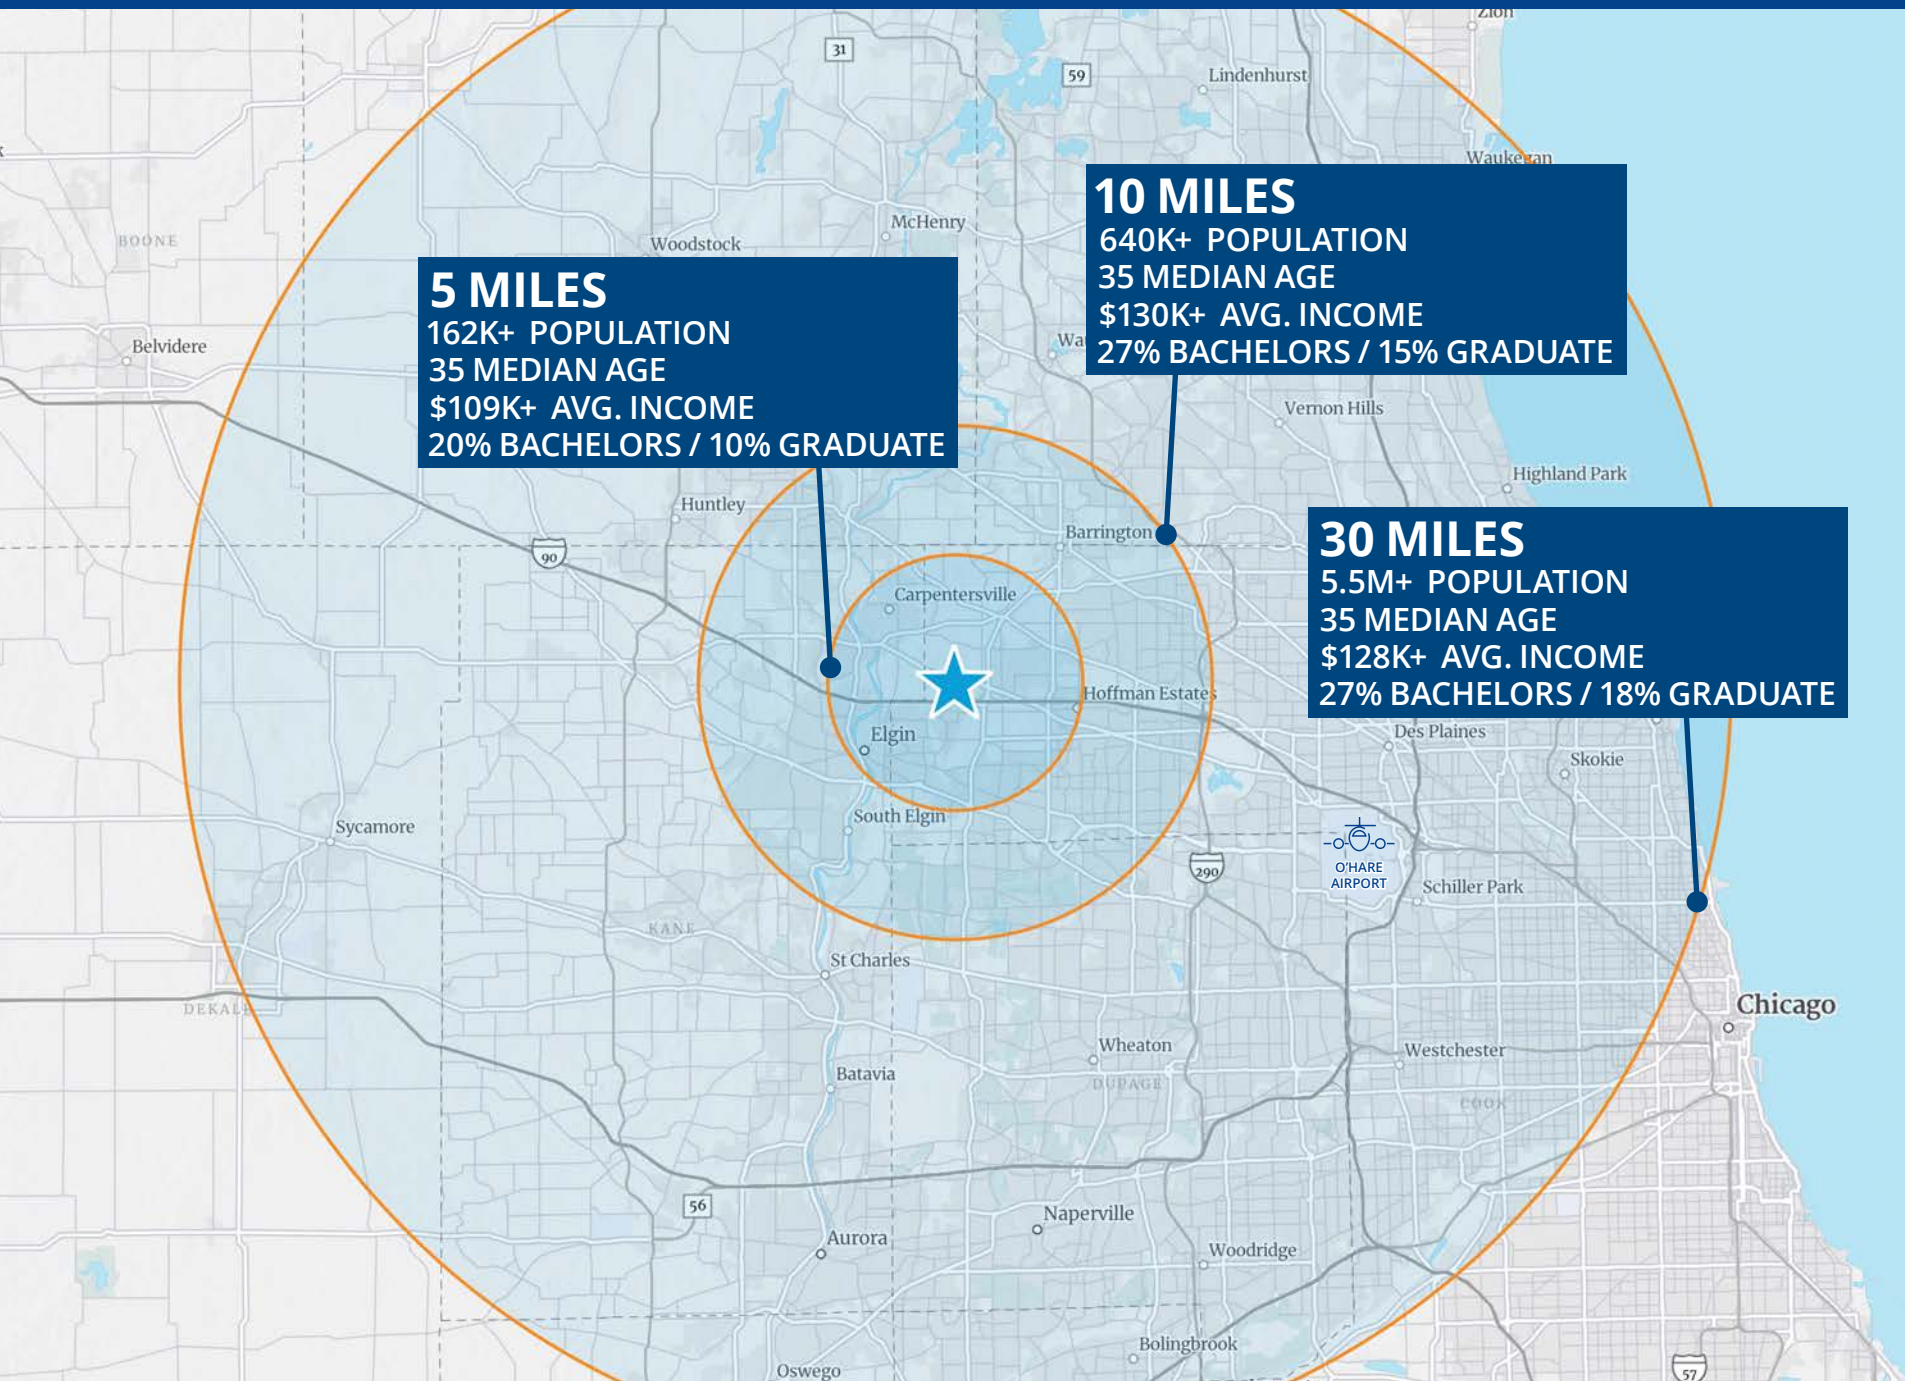 Zion
31
59
Lindenhurst
Waukegan
10 MILES
640K+ POPULATION
35 MEDIAN AGE
$130K+ AVG. INCOME
27% BACHELORS / 15% GRADUATE
McHenry
Woodstock
BOONE
5 MILES
162K+ POPULATION
35 MEDIAN AGE
$109K+ AVG. INCOME
20% BACHELORS / 10% GRADUATE
Belvidere
Wau
Vernon Hills
Highland Park
Huntley
Barrington
90
30 MILES
5.5M+ POPULATION
35 MEDIAN AGE
$128K+ AVG. INCOME
27% BACHELORS / 18% GRADUATE
Carpentersville
Hoffman Estates
Elgin
Des Plaines
Skokie
South Elgin
Sycamore
290
O'HARE
AIRPORT
Schiller Park
KANE
St Charles
DEKALB
Chicago
Wheaton
Westchester
Batavia
DUPAGE
COOK
56
Naperville
Aurora
Woodridge
Bolingbrook
Oswego
57